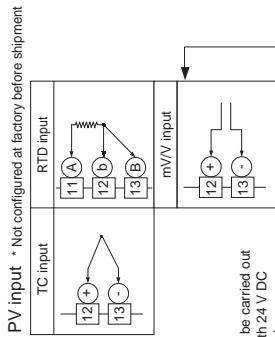 PV input * Not configured at factory before shipment
TC input
12 +
13 -
RTD input
11 A
12 b
13 B
mV/V input
12 +
13 -
be carried out
th 24 V DC